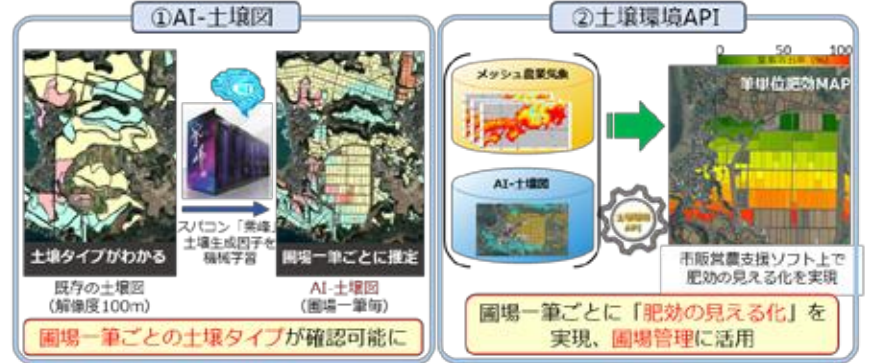 ①AI-土壌図
土壌タイプがわかる
既存の土壌図
(解像度100m)
スパコン「紫峰」
土壌生成因子を
機械学習
圃場一筆ごとに推定
AI-土壌図
(圃場一筆毎)
圃場一筆ごとの土壌タイプが確認可能に
②土壌環境API
メッシュ農業気象
AI-土壌図
土壌環境
API
0 50 100
筆単位肥効MAP
市販営農支援ソフト上で
肥効の見える化を実現
圃場一筆ごとに「肥効の見える化」を
実現、圃場管理に活用